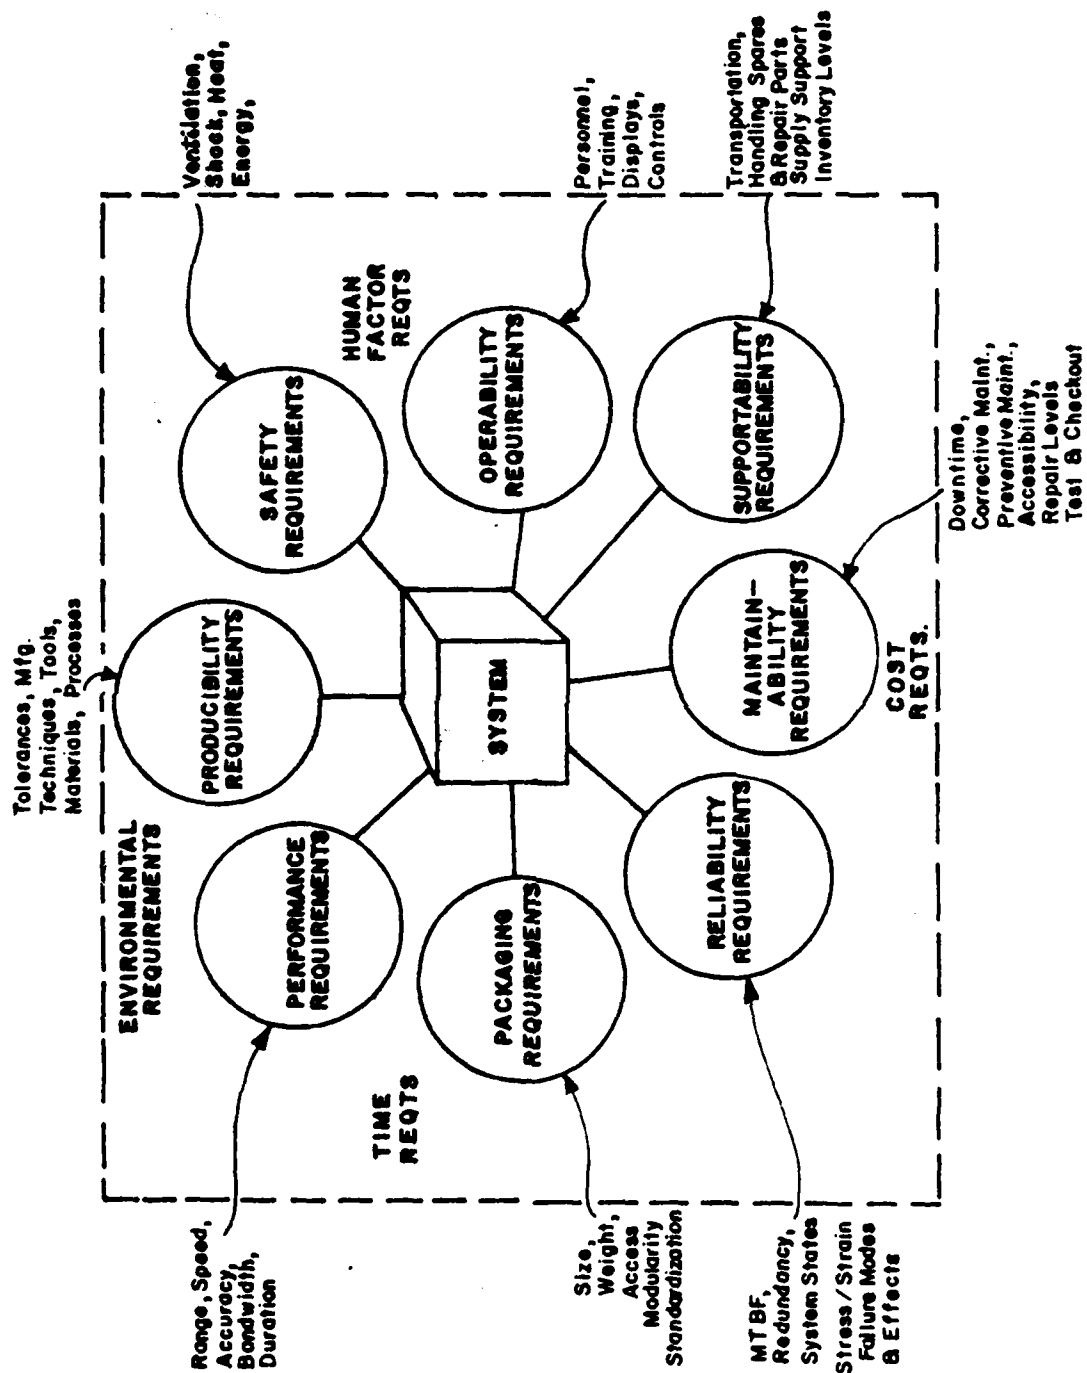 Tolerances, Mfg.
Techniques, Tools,
Materials, Processes
Ventilation,
Shock, Heat,
Energy,
Range, Speed,
Accuracy,
Bandwidth,
Duration
ENVIRONMENTAL
REQUIREMENTS
PRODUCIBILITY
REQUIREMENTS
PERFORMANCE
REQUIREMENTS
SAFETY
REQUIREMENTS
HUMAN
FACTOR
REQTS
TIME
REQTS
SYSTEM
PACKAGING
REQUIREMENTS
OPERABILITY
REQUIREMENTS
Personnel,
Training,
Displays,
Controls
Size,
Weight,
Access
Modularity
Standardization
RELIABILITY
REQUIREMENTS
MAINTAIN-
ABILITY
REQUIREMENTS
SUPPORTABILITY
REQUIREMENTS
Transportation,
Handling Spares
& Repair Parts
Supply Support
Inventory Levels
MTBF,
Redundancy,
System States
Stress / Strain
Failure Modes
& Effects
COST
REQTS.
Downtime,
Corrective Maint.,
Preventive Maint.,
Accessibility,
Repair Levels
Test & Checkout